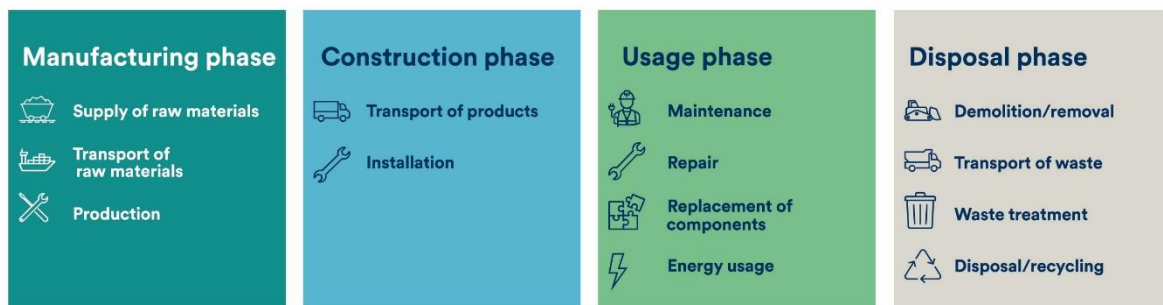 Manufacturing phase
Supply of raw materials
Transport of
raw materials
Production
Construction phase
Transport of products
Installation
Usage phase
Maintenance
Repair
Replacement of
components
Energy usage
Disposal phase
Demolition/removal
Transport of waste
Waste treatment
Disposal/recycling